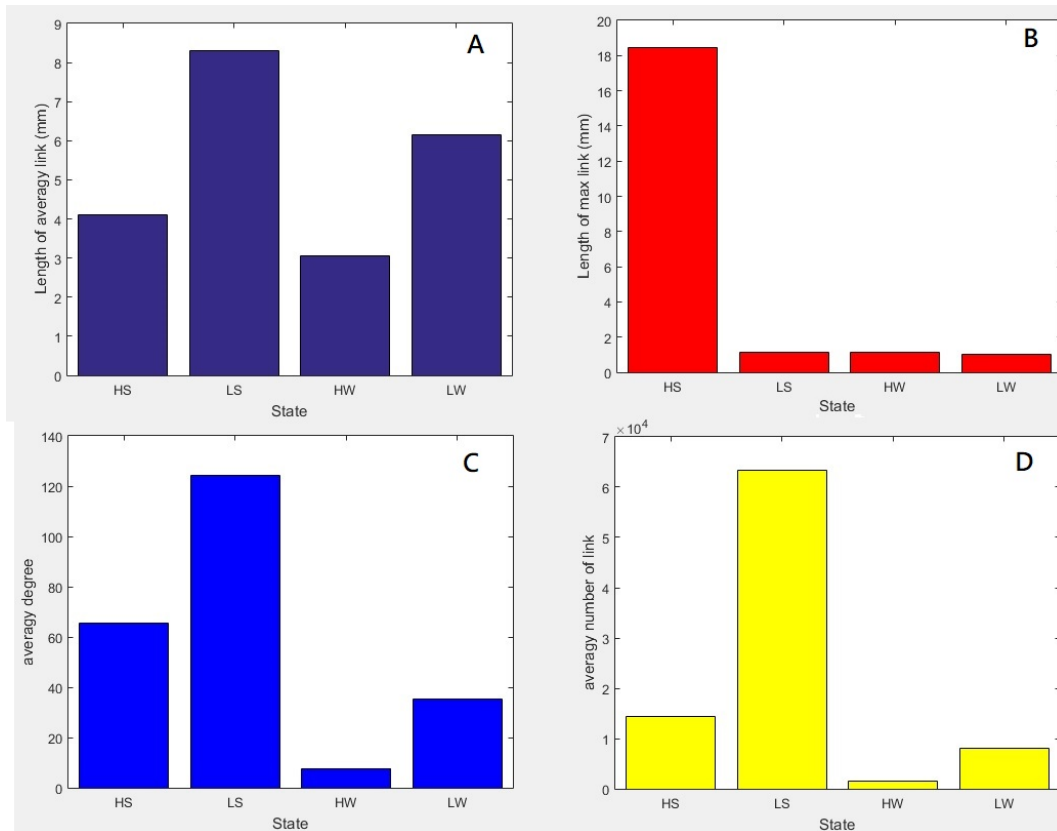 A
Length of averagy link (mm)
9
8
7
6
5
4
3
2
1
0
HS LS HW LW
State
B
Length of max link (mm)
20
18
16
14
12
10
8
6
4
2
0
HS LS HW LW
State
C
averagy degree
140
120
100
80
60
40
20
0
HS LS HW LW
State
D
×10⁴
averagy number of link
7
6
5
4
3
2
1
0
HS LS HW LW
State